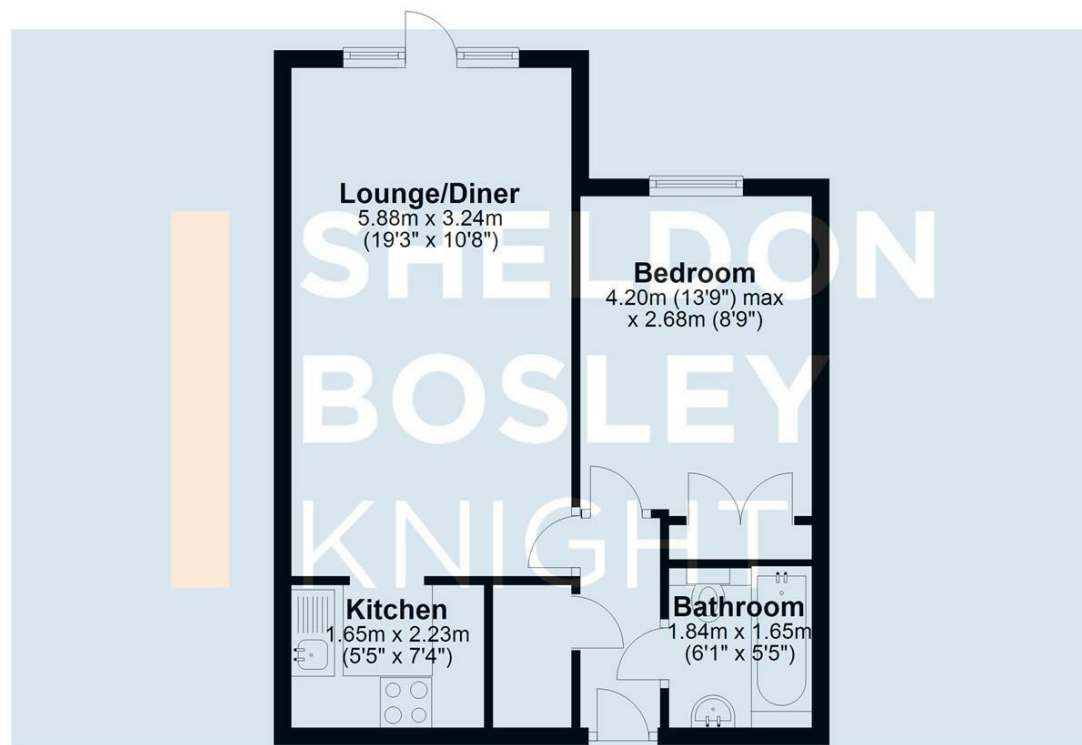 Lounge/Diner
5.88m x 3.24m
(19'3" x 10'8")
Bedroom
4.20m (13'9") max
x 2.68m (8'9")
Kitchen
1.65m x 2.23m
(5'5" x 7'4")
Bathroom
1.84m x 1.65m
(6'1" x 5'5")
SHELDON
BOSLEY
KNIGHT